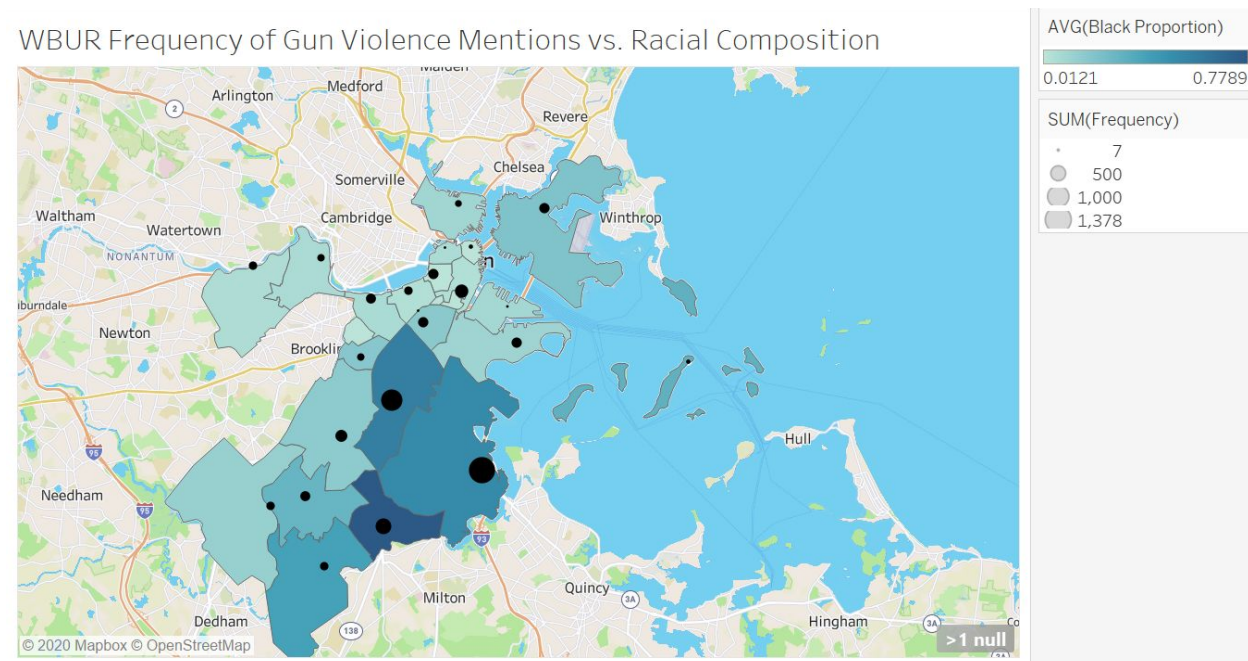 WBUR Frequency of Gun Violence Mentions vs. Racial Composition
AVG(Black Proportion)
0.0121 0.7789
SUM(Frequency)
7
500
1,000
1,378
Medford
Arlington
2
Revere
Chelsea
Somerville
Waltham
Cambridge
Winthrop
Watertown
NONANTUM
Newton
95
Hull
Needham
95
93
Quincy
3A
Milton
Dedham
138
Hingham
3A
© 2020 Mapbox © OpenStreetMap
>1 null